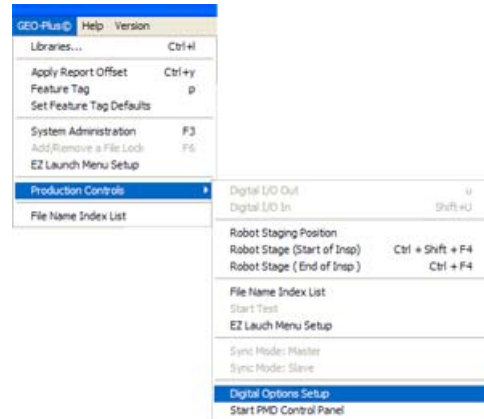 GEO-Plus© Help Version
Libraries... Ctrl+l
Apply Report Offset Ctrl+y
Feature Tag p
Set Feature Tag Defaults
System Administration F3
Add/Remove a File Lock F6
EZ Launch Menu Setup
Production Controls
File Name Index List
Digital I/O Out u
Digital I/O In Shift+U
Robot Staging Position
Robot Stage (Start of Insp) Ctrl + Shift + F4
Robot Stage ( End of Insp ) Ctrl + F4
File Name Index List
Start Test
EZ Lauch Menu Setup
Sync Mode: Master
Sync Mode: Slave
Digital Options Setup
Start PMD Control Panel